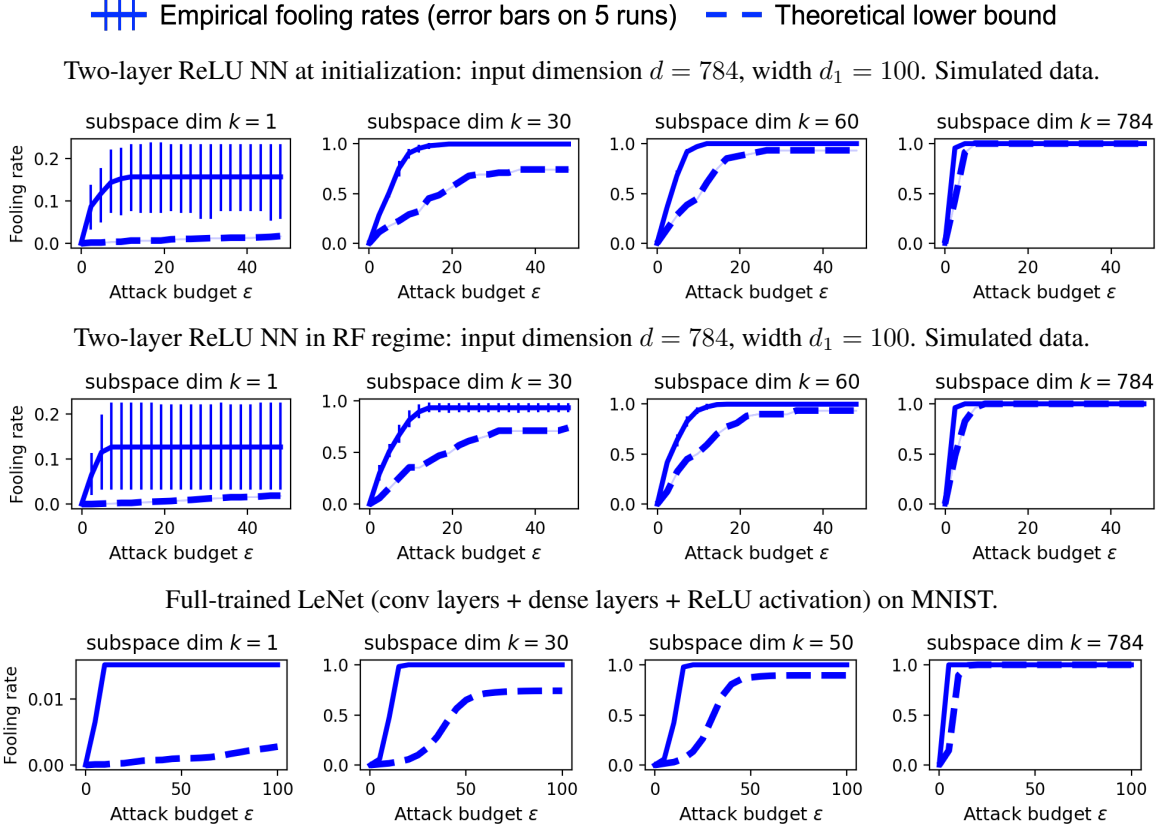 Empirical fooling rates (error bars on 5 runs) Theoretical lower bound
Two-layer ReLU NN at initialization: input dimension d = 784, width d₁ = 100. Simulated data.
subspace dim k = 1 subspace dim k = 30 subspace dim k = 60 subspace dim k = 784
Fooling rate
0.2 0.1 0.0
1.0 0.5 0.0
1.0 0.5 0.0
1.0 0.5 0.0
0 20 40 0 20 40 0 20 40 0 20 40
Attack budget ε Attack budget ε Attack budget ε Attack budget ε
Two-layer ReLU NN in RF regime: input dimension d = 784, width d₁ = 100. Simulated data.
subspace dim k = 1 subspace dim k = 30 subspace dim k = 60 subspace dim k = 784
Fooling rate
0.2 0.1 0.0
1.0 0.5 0.0
1.0 0.5 0.0
1.0 0.5 0.0
0 20 40 0 20 40 0 20 40 0 20 40
Attack budget ε Attack budget ε Attack budget ε Attack budget ε
Full-trained LeNet (conv layers + dense layers + ReLU activation) on MNIST.
subspace dim k = 1 subspace dim k = 30 subspace dim k = 50 subspace dim k = 784
Fooling rate
0.01 0.00
1.0 0.5 0.0
1.0 0.5 0.0
1.0 0.5 0.0
0 50 100 0 50 100 0 50 100 0 50 100
Attack budget ε Attack budget ε Attack budget ε Attack budget ε